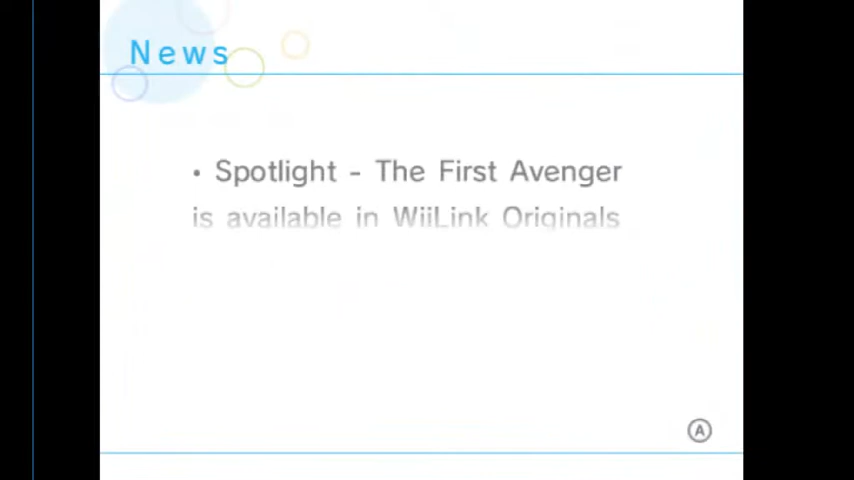 News
• Spotlight - The First Avenger
is available in WiiLink Originals
A